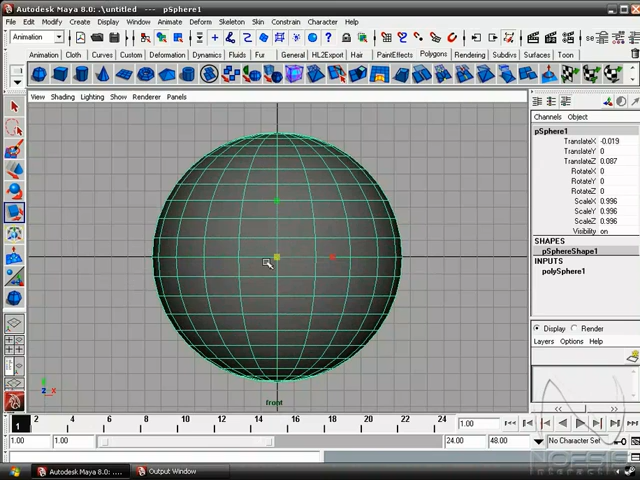 Autodesk Maya 8.0: .\untitled --- pSphere1
File Edit Modify Create Display Window Animate Deform Skeleton Skin Constrain Character Help
Animation
Animation Cloth Curves Custom Deformation Dynamics Fluids Fur General HL2Export Hair PaintEffects Polygons Rendering Subdivs Surfaces Toon
View Shading Lighting Show Renderer Panels
Channels Object
pSphere1
TranslateX -0.019
TranslateY 0
TranslateZ 0.087
RotateX 0
RotateY 0
RotateZ 0
ScaleX 0.996
ScaleY 0.996
ScaleZ 0.996
Visibility on
SHAPES
pSphereShape1
INPUTS
polySphere1
Display Render
Layers Options Help
z x
front
1 2 4 6 8 10 12 14 16 18 20 22 24 1.00
1.00 1.00 24.00 48.00 No Character Set
NOESIS
Interactive
Autodesk Maya 8.0: .... Output Window